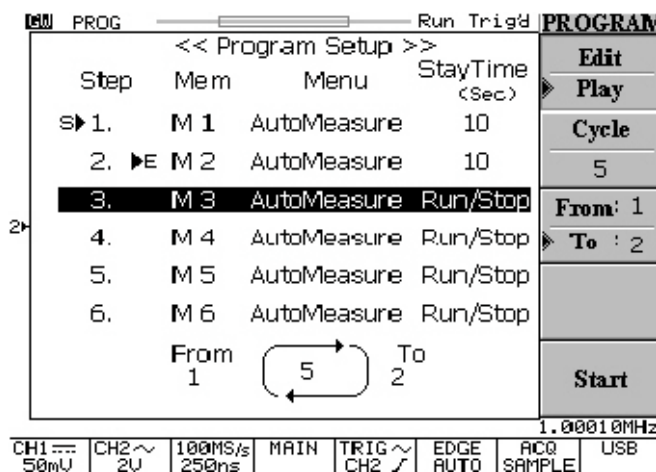 GW PROG Run Trig'd PROGRAM
<< Program Setup >>
Step Mem Menu StayTime (Sec)
S 1. M 1 AutoMeasure 10
2. E M 2 AutoMeasure 10
3. M 3 AutoMeasure Run/Stop
4. M 4 AutoMeasure Run/Stop
5. M 5 AutoMeasure Run/Stop
6. M 6 AutoMeasure Run/Stop
From 5 To
1 2
2
Edit
Play
Cycle
5
From: 1
To : 2
Start
1.00010MHz
CH1 CH2 100MS/s MAIN TRIG EDGE ACQ USB
50mV 2V 250ns CH2 AUTO SAMPLE